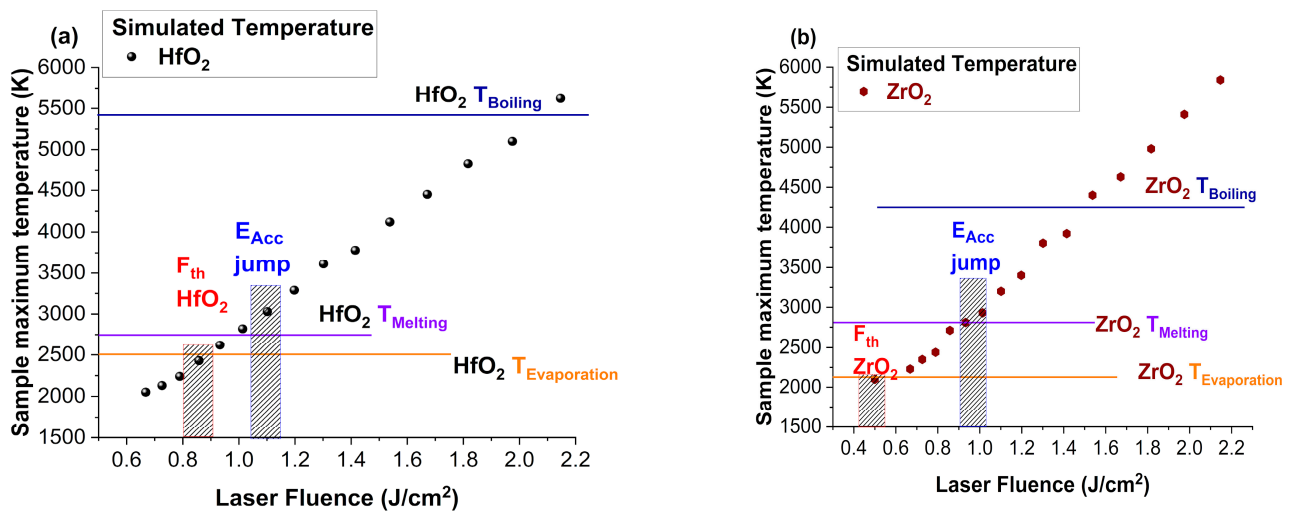 (a)
Simulated Temperature
HfO2
Sample maximum temperature (K)
6000
5500
5000
4500
4000
3500
3000
2500
2000
1500
HfO2 TBoiling
EAcc
jump
Fth
HfO2
HfO2 TMelting
HfO2 TEvaporation
0.6 0.8 1.0 1.2 1.4 1.6 1.8 2.0 2.2
Laser Fluence (J/cm2)
(b)
Simulated Temperature
ZrO2
Sample maximum temperature (K)
6000
5500
5000
4500
4000
3500
3000
2500
2000
1500
ZrO2 TBoiling
EAcc
jump
Fth
ZrO2
ZrO2 TMelting
ZrO2 TEvaporation
0.4 0.6 0.8 1.0 1.2 1.4 1.6 1.8 2.0 2.2
Laser Fluence (J/cm2)